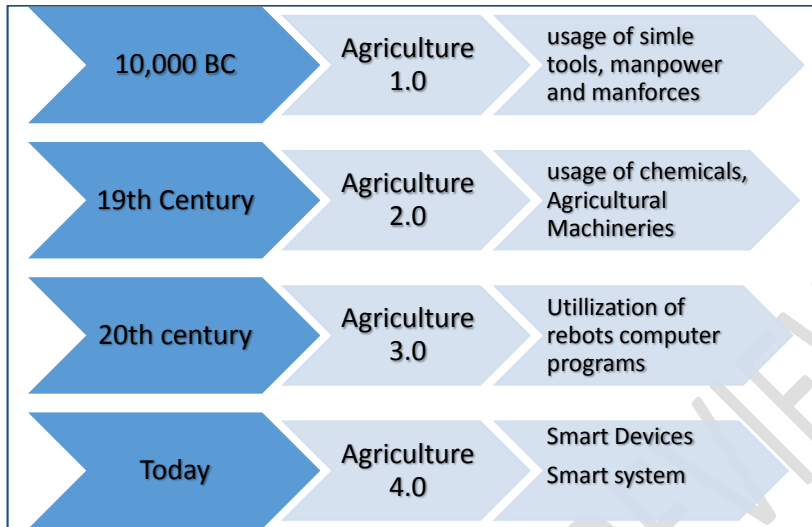 10,000 BC
Agriculture
1.0
usage of simle
tools, manpower
and manforces
19th Century
Agriculture
2.0
usage of chemicals,
Agricultural
Machineries
20th century
Agriculture
3.0
Utillization of
rebots computer
programs
Today
Agriculture
4.0
Smart Devices
Smart system